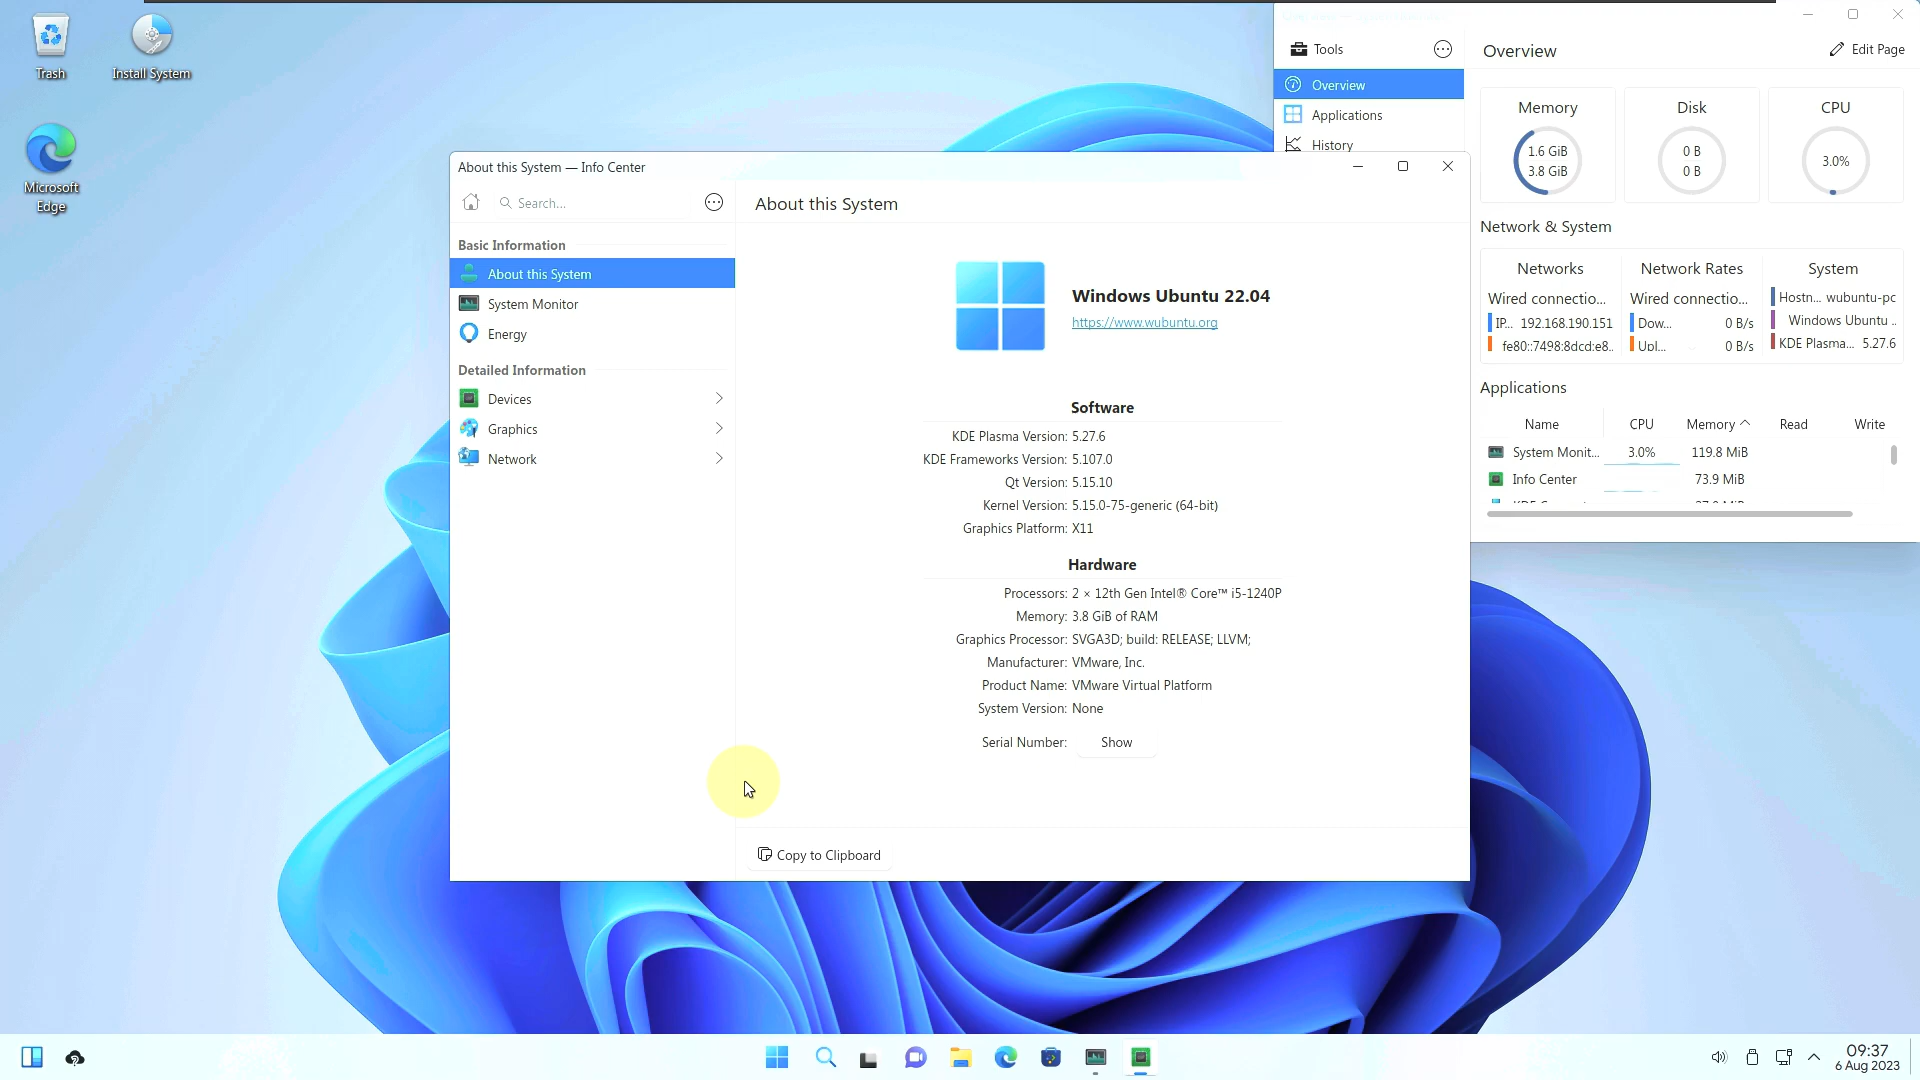 Trash
Install System
Microsoft
Edge
Tools
Overview
Applications
History
Overview
Edit Page
Memory
1.6 GiB
3.8 GiB
Disk
0 B
0 B
CPU
3.0%
Network & System
Networks
Wired connectio...
IP... 192.168.190.151
fe80::7498:8dcd:e8..
Network Rates
Wired connectio...
Dow... 0 B/s
Upl... 0 B/s
System
Hostn... wubuntu-pc
Windows Ubuntu ..
KDE Plasma... 5.27.6
Applications
Name CPU Memory Read Write
System Monit... 3.0% 119.8 MiB
Info Center 73.9 MiB
About this System — Info Center
Search...
Basic Information
About this System
System Monitor
Energy
Detailed Information
Devices
Graphics
Network
About this System
Windows Ubuntu 22.04
https://www.wubuntu.org
Software
KDE Plasma Version: 5.27.6
KDE Frameworks Version: 5.107.0
Qt Version: 5.15.10
Kernel Version: 5.15.0-75-generic (64-bit)
Graphics Platform: X11
Hardware
Processors: 2 × 12th Gen Intel® Core™ i5-1240P
Memory: 3.8 GiB of RAM
Graphics Processor: SVGA3D; build: RELEASE; LLVM;
Manufacturer: VMware, Inc.
Product Name: VMware Virtual Platform
System Version: None
Serial Number: Show
Copy to Clipboard
09:37
6 Aug 2023